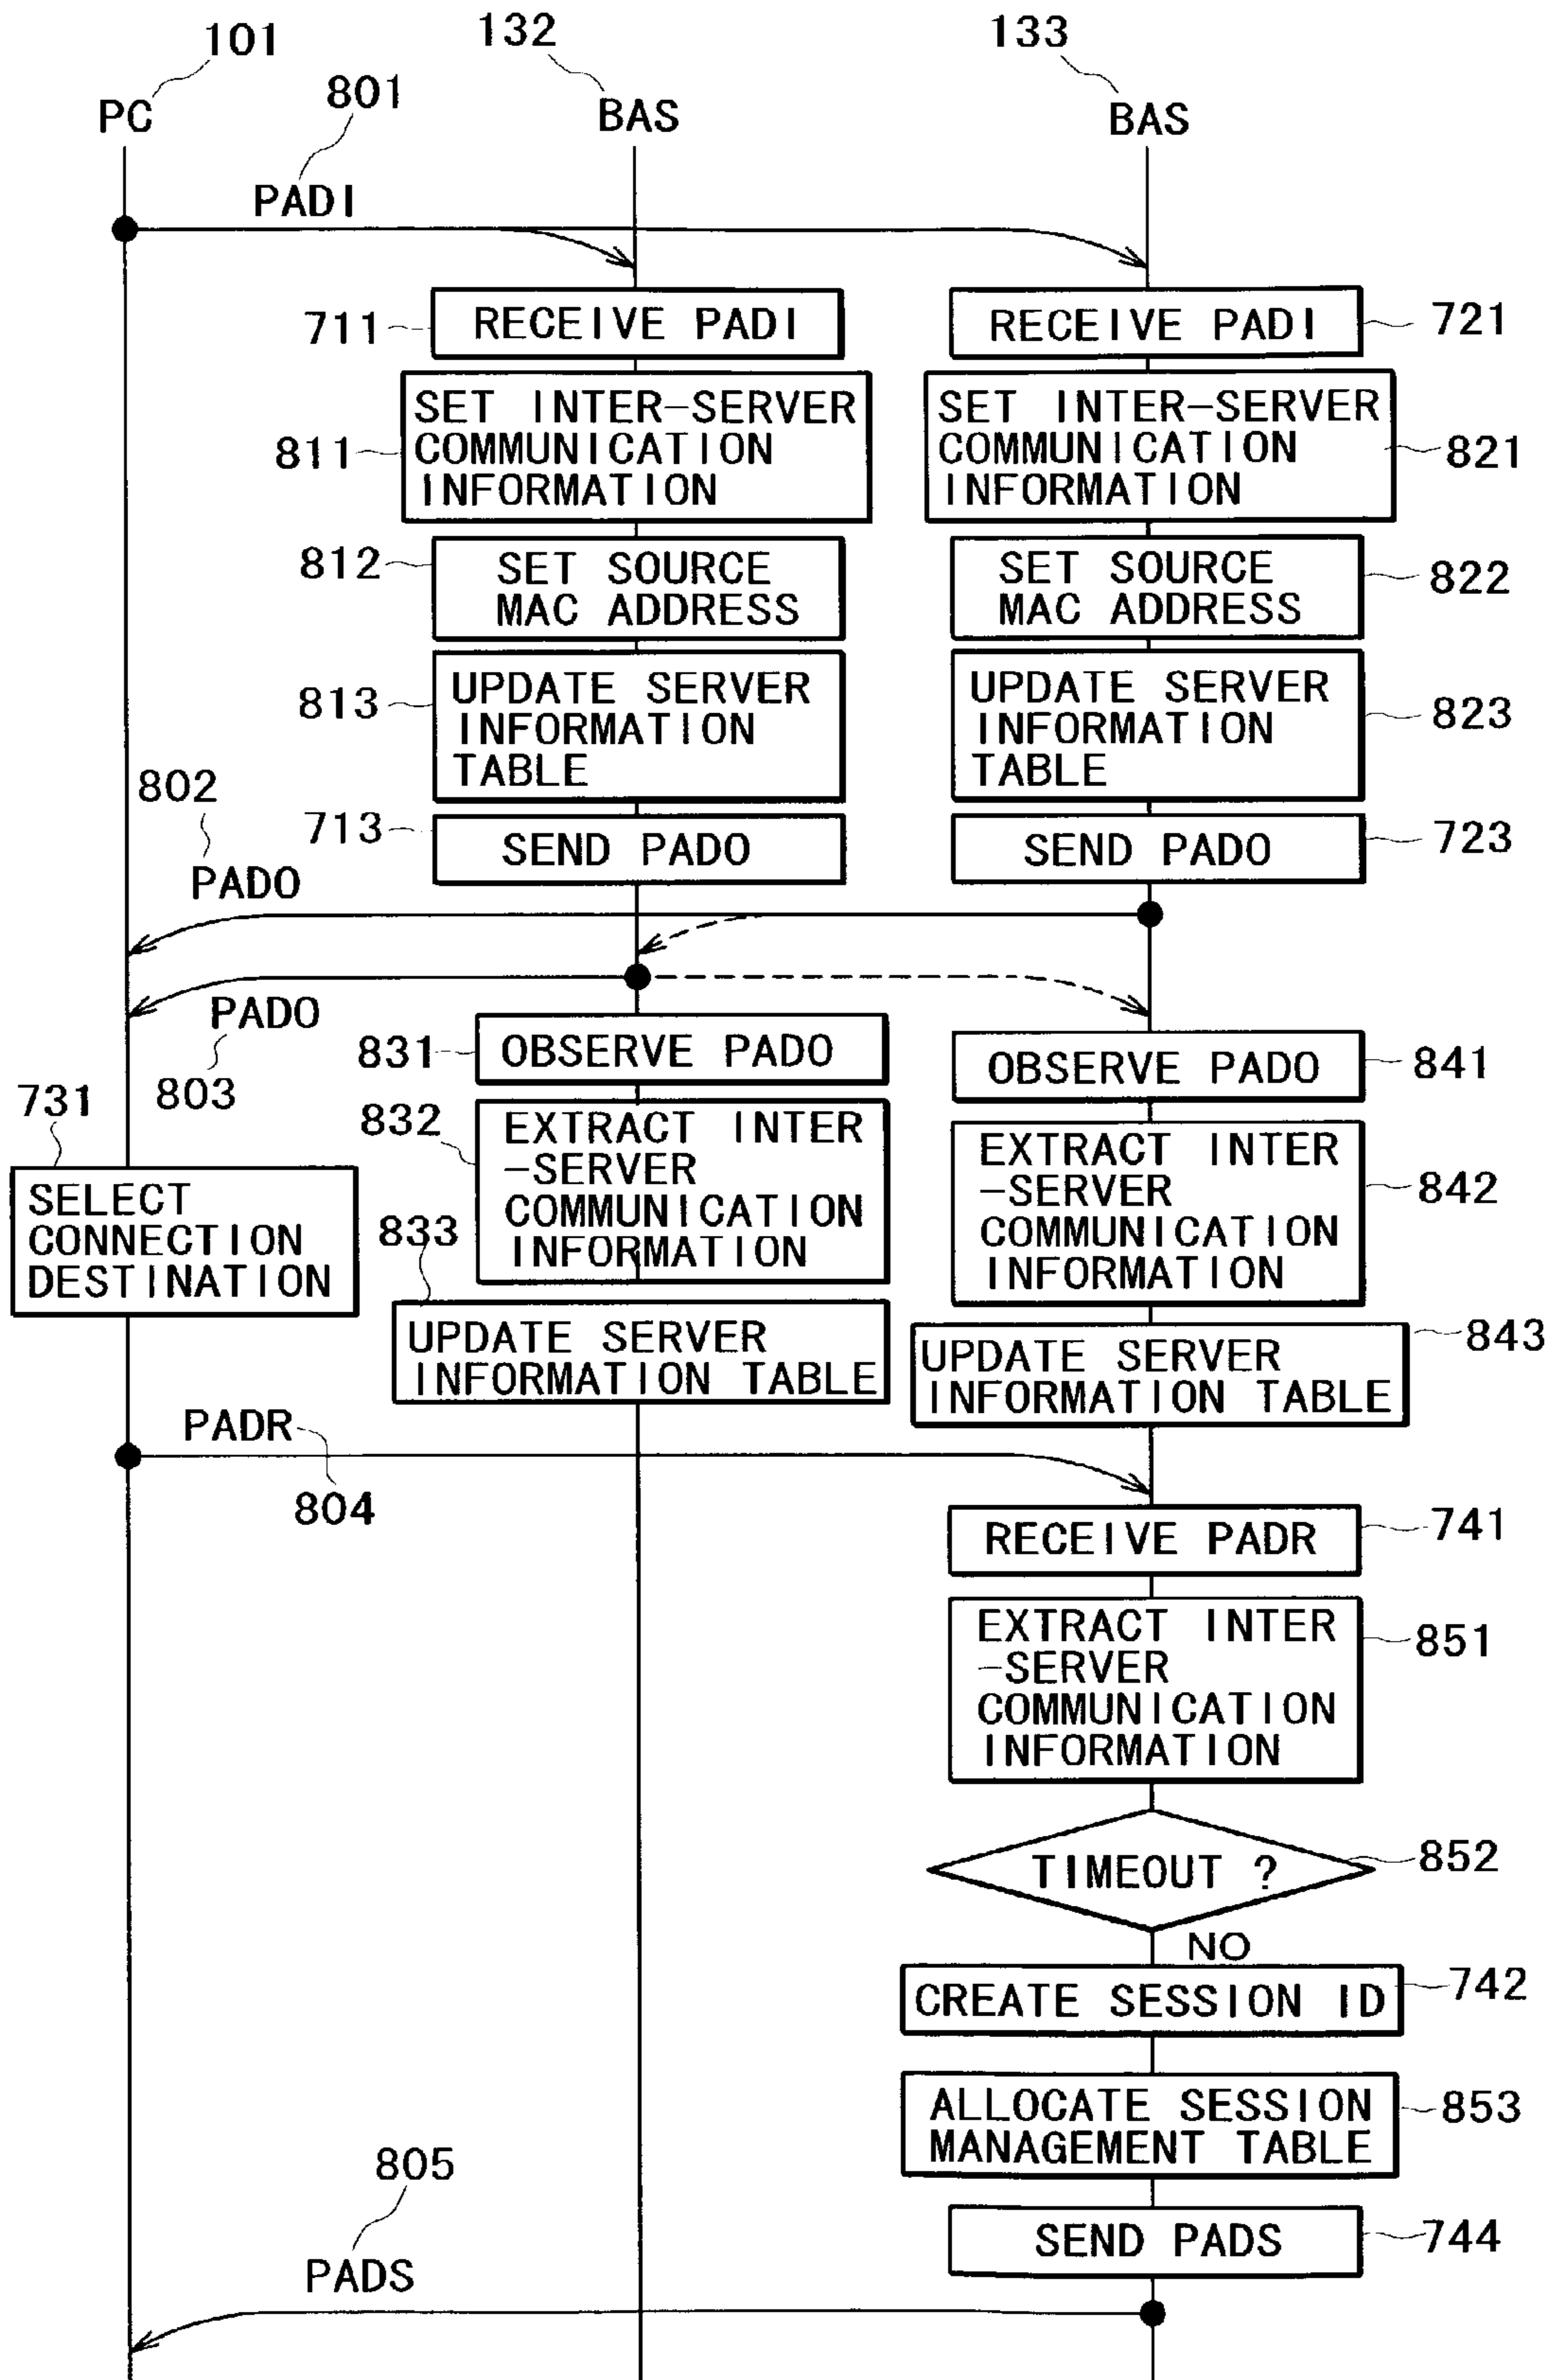 101
132
133
PC
801
BAS
BAS
PADI
711
RECEIVE PADI
RECEIVE PADI
721
811
SET INTER-SERVER
COMMUNICATION
INFORMATION
SET INTER-SERVER
COMMUNICATION
INFORMATION
821
812
SET SOURCE
MAC ADDRESS
SET SOURCE
MAC ADDRESS
822
813
UPDATE SERVER
INFORMATION
TABLE
UPDATE SERVER
INFORMATION
TABLE
823
802
713
SEND PADO
SEND PADO
723
PADO
PADO
803
831
OBSERVE PADO
OBSERVE PADO
841
731
832
EXTRACT INTER
-SERVER
COMMUNICATION
INFORMATION
EXTRACT INTER
-SERVER
COMMUNICATION
INFORMATION
842
SELECT
CONNECTION
DESTINATION
833
UPDATE SERVER
INFORMATION TABLE
UPDATE SERVER
INFORMATION TABLE
843
PADR
804
RECEIVE PADR
741
EXTRACT INTER
-SERVER
COMMUNICATION
INFORMATION
851
TIMEOUT ?
852
NO
CREATE SESSION ID
742
ALLOCATE SESSION
MANAGEMENT TABLE
853
805
SEND PADS
744
PADS